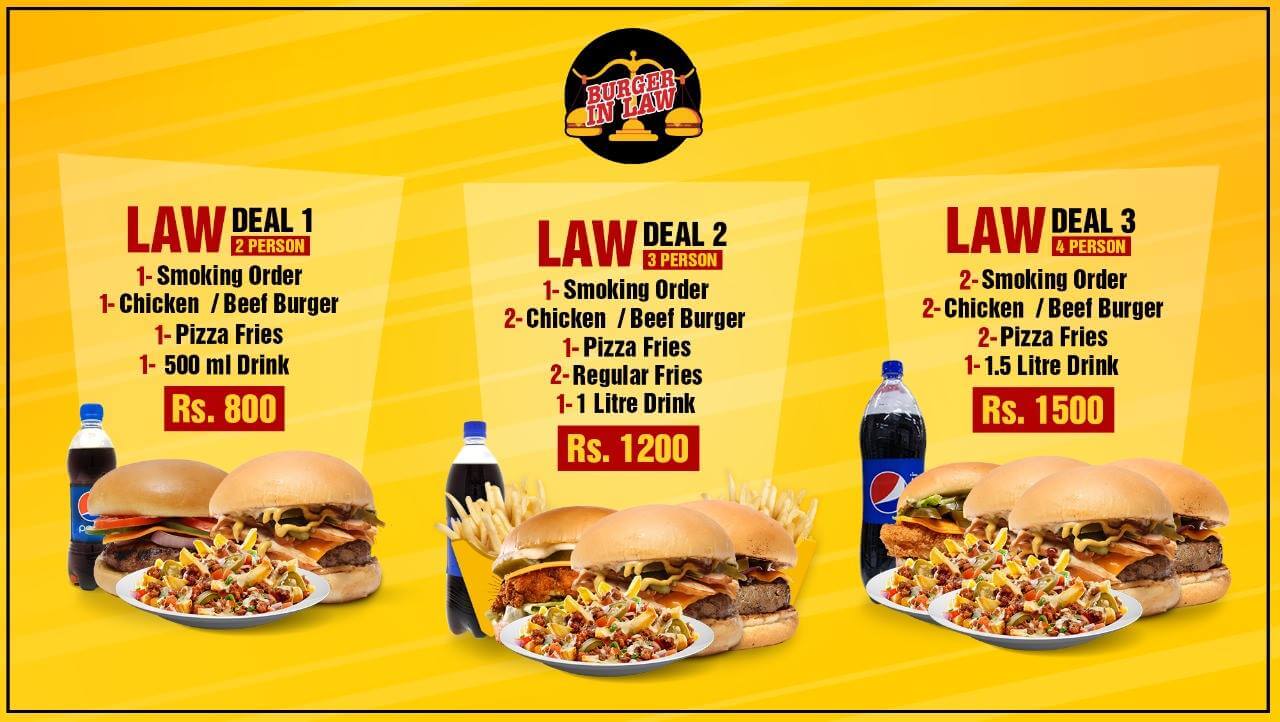 BURGER
IN LAW
LAW DEAL 1
2 PERSON
1- Smoking Order
1- Chicken / Beef Burger
1- Pizza Fries
1- 500 ml Drink
Rs. 800
LAW DEAL 2
3 PERSON
1- Smoking Order
2- Chicken / Beef Burger
1- Pizza Fries
2- Regular Fries
1- 1 Litre Drink
Rs. 1200
LAW DEAL 3
4 PERSON
2- Smoking Order
2- Chicken / Beef Burger
2- Pizza Fries
1- 1.5 Litre Drink
Rs. 1500